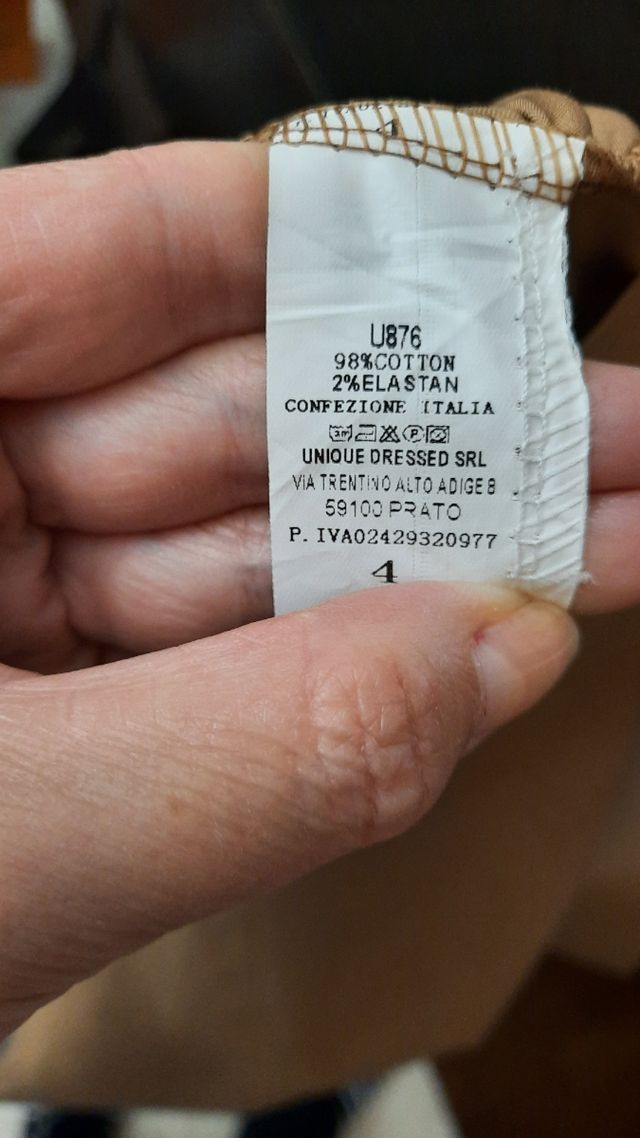 U876
98%COTTON
2%ELASTAN
CONFEZIONE ITALIA
UNIQUE DRESSED SRL
VIA TRENTINO ALTO ADIGE 8
59100 PRATO
P. IVA02429320977
4